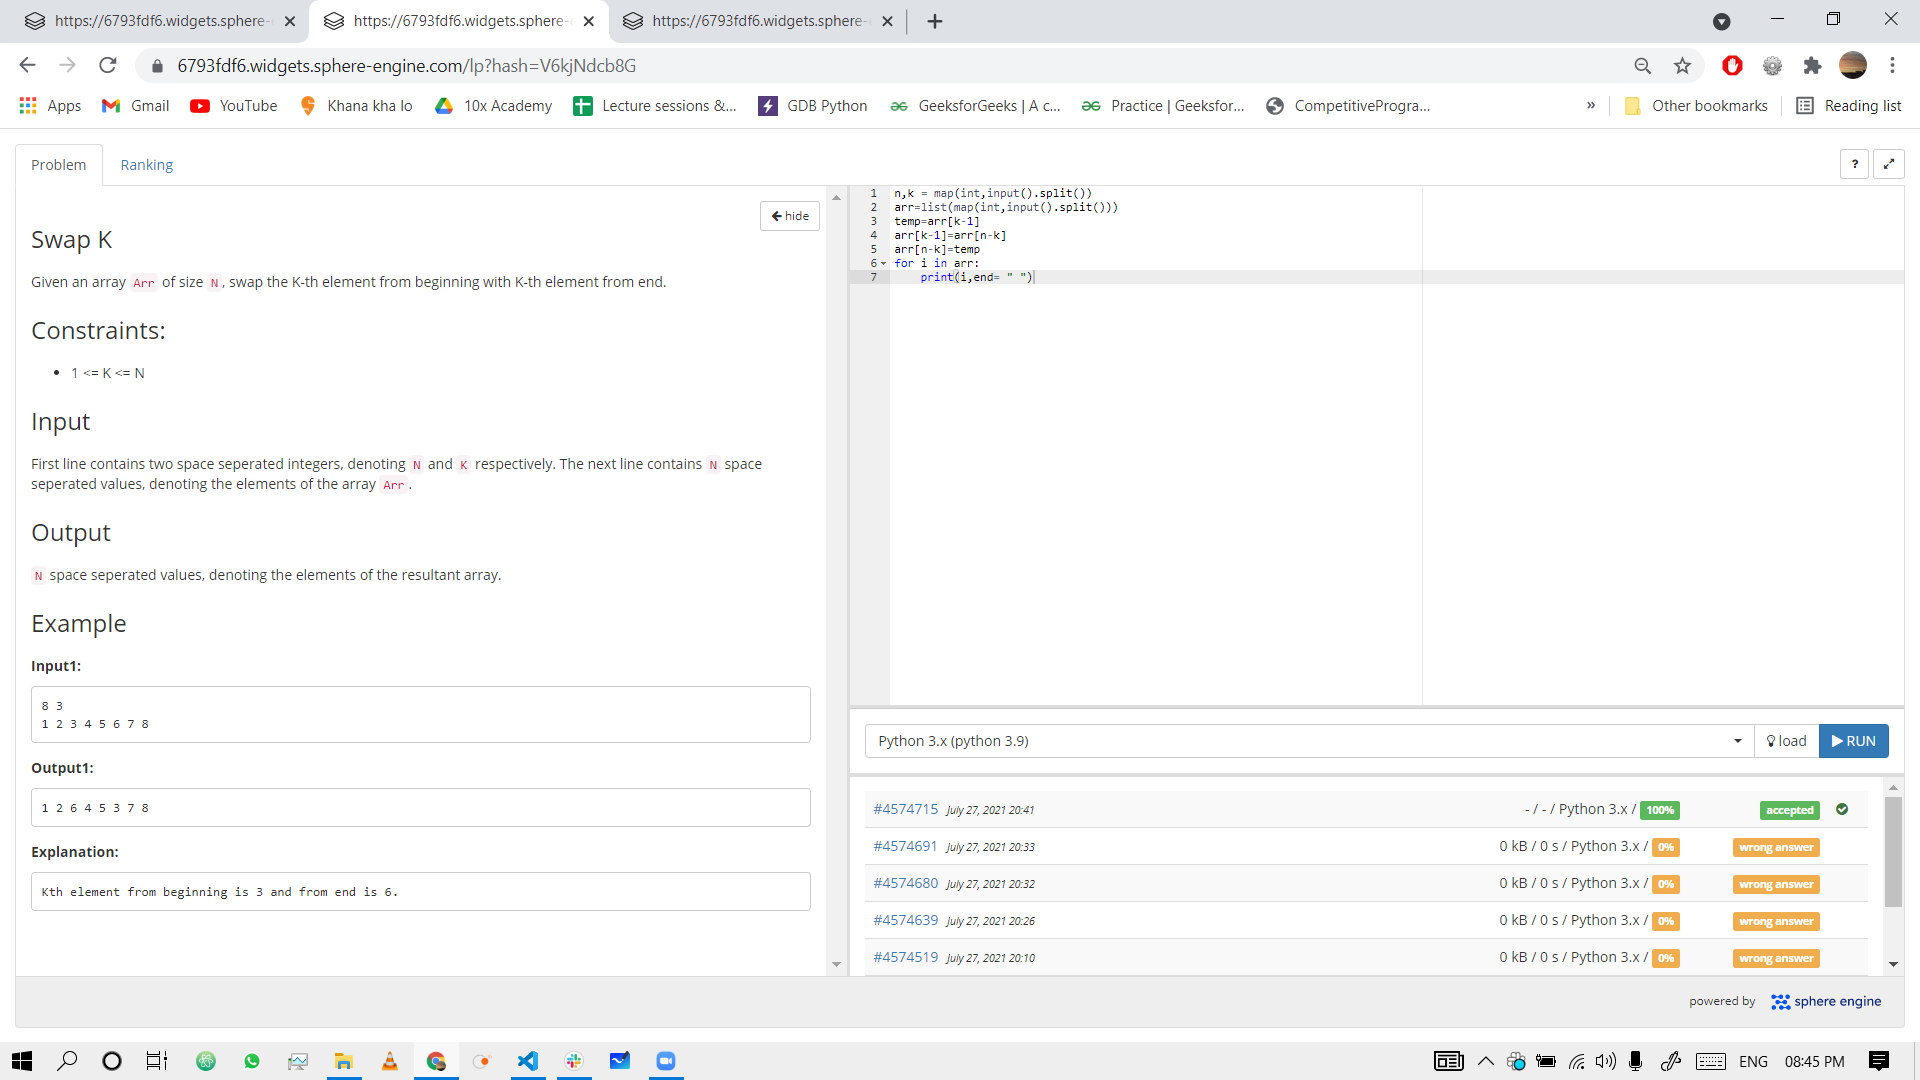 https://6793fdf6.widgets.sphere-
https://6793fdf6.widgets.sphere-
https://6793fdf6.widgets.sphere-
6793fdf6.widgets.sphere-engine.com/lp?hash=V6kjNdcb8G
Apps
Gmail
YouTube
Khana kha lo
10x Academy
Lecture sessions &...
GDB Python
GeeksforGeeks | A c...
Practice | Geeksfor...
CompetitiveProgra...
»
Other bookmarks
Reading list
Problem
Ranking
?
hide
Swap K
Given an array Arr of size N, swap the K-th element from beginning with K-th element from end.
Constraints:
• 1 <= K <= N
Input
First line contains two space seperated integers, denoting N and K respectively. The next line contains N space
seperated values, denoting the elements of the array Arr.
Output
N space seperated values, denoting the elements of the resultant array.
Example
Input1:
8 3
1 2 3 4 5 6 7 8
Output1:
1 2 6 4 5 3 7 8
Explanation:
Kth element from beginning is 3 and from end is 6.
1 n,k = map(int,input().split())
2 arr=list(map(int,input().split()))
3 temp=arr[k-1]
4 arr[k-1]=arr[n-k]
5 arr[n-k]=temp
6 for i in arr:
7 print(i,end= " ")
Python 3.x (python 3.9)
load
RUN
#4574715 July 27, 2021 20:41 - / - / Python 3.x / 100% accepted
#4574691 July 27, 2021 20:33 0 kB / 0 s / Python 3.x / 0% wrong answer
#4574680 July 27, 2021 20:32 0 kB / 0 s / Python 3.x / 0% wrong answer
#4574639 July 27, 2021 20:26 0 kB / 0 s / Python 3.x / 0% wrong answer
#4574519 July 27, 2021 20:10 0 kB / 0 s / Python 3.x / 0% wrong answer
powered by sphere engine
ENG
08:45 PM